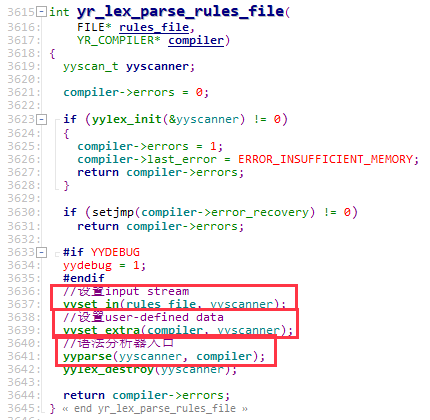 3615 int yr_lex_parse_rules_file(
3616: FILE* rules_file,
3617: YR_COMPILER* compiler)
3618: {
3619: yyscan_t yyscanner;
3620:
3621: compiler->errors = 0;
3622:
3623: if (yylex_init(&yyscanner) != 0)
3624: {
3625: compiler->errors = 1;
3626: compiler->last_error = ERROR_INSUFFICIENT_MEMORY;
3627: return compiler->errors;
3628: }
3629:
3630:
3631: if (setjmp(compiler->error_recovery) != 0)
3632: return compiler->errors;
3633: #if YYDEBUG
3634: yydebug = 1;
3635: #endif
3636: //设置input stream
3637: yyset_in(rules_file, yyscanner);
3638: //设置user-defined data
3639: yyset_extra(compiler, yyscanner);
3640: //语法分析器入口
3641: yyparse(yyscanner, compiler);
3642: yylex_destroy(yyscanner);
3643:
3644: return compiler->errors;
3645: } « end yr_lex_parse_rules_file »
3646: